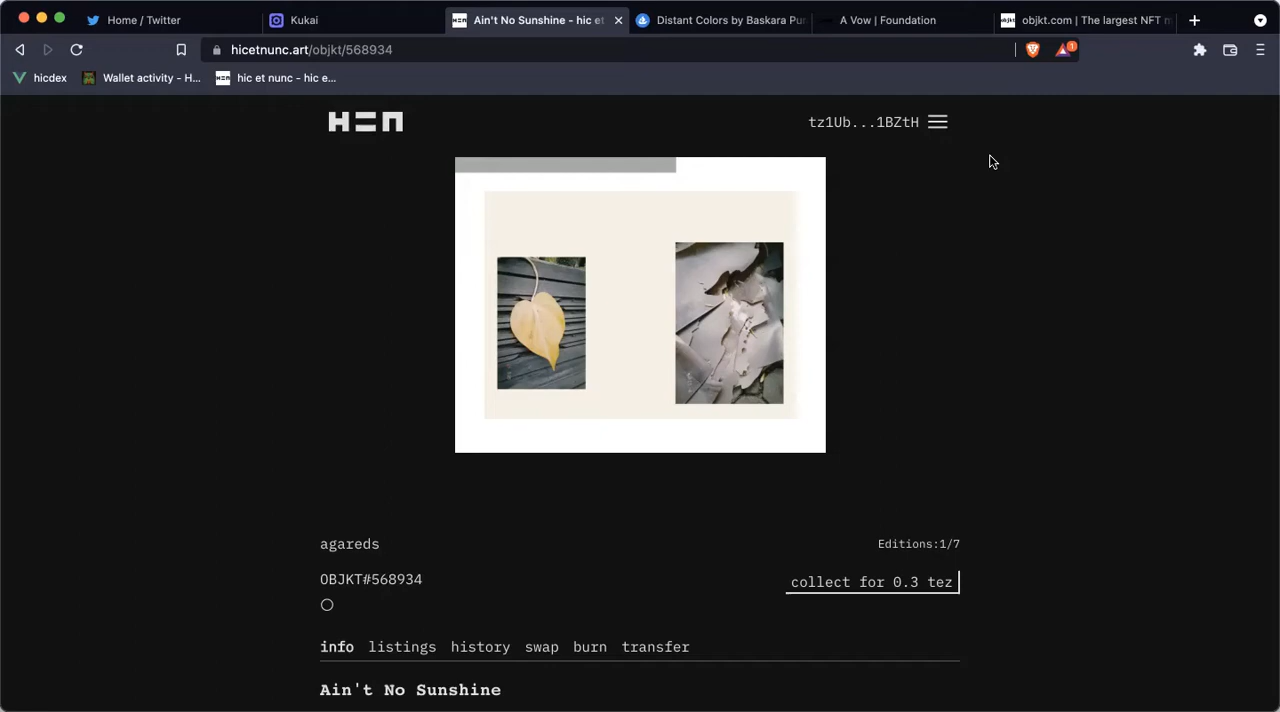 Home / Twitter
Kukai
Ain't No Sunshine - hic et
Distant Colors by Baskara Pur
A Vow | Foundation
objkt.com | The largest NFT m
hicetnunc.art/objkt/568934
1
hicdex
Wallet activity - H...
hic et nunc - hic e...
tz1Ub...1BZtH
agareds
Editions:1/7
OBJKT#568934
collect for 0.3 tez
info listings history swap burn transfer
Ain't No Sunshine